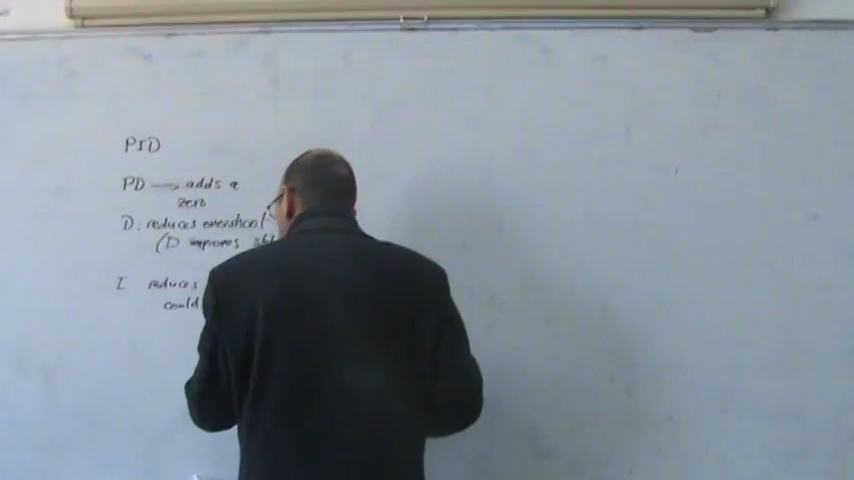 PID
PD → adds a
zero
D: reduces overshoot
(D improves
I reduces
could